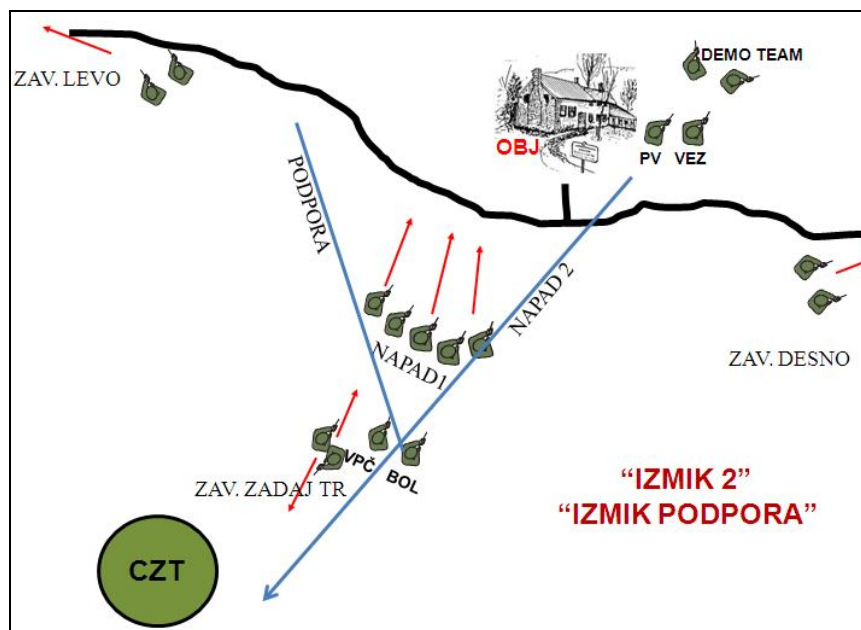 DEMO TEAM
ZAV. LEVO
OBJ
PV VEZ
PODPORA
NAPAD 2
NAPAD1
ZAV. DESNO
VPČ BOL
ZAV. ZADAJ TR
“IZMIK 2”
“IZMIK PODPORA”
CZT